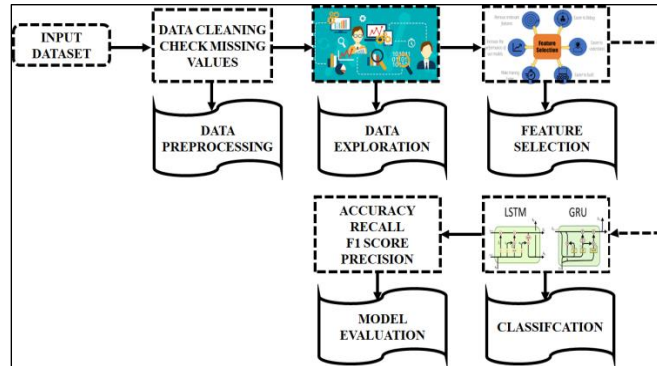 INPUT
DATASET
DATA CLEANING
CHECK MISSING
VALUES
Feature
Selection
DATA
PREPROCESSING
DATA
EXPLORATION
FEATURE
SELECTION
ACCURACY
RECALL
F1 SCORE
PRECISION
LSTM
GRU
MODEL
EVALUATION
CLASSIFCATION